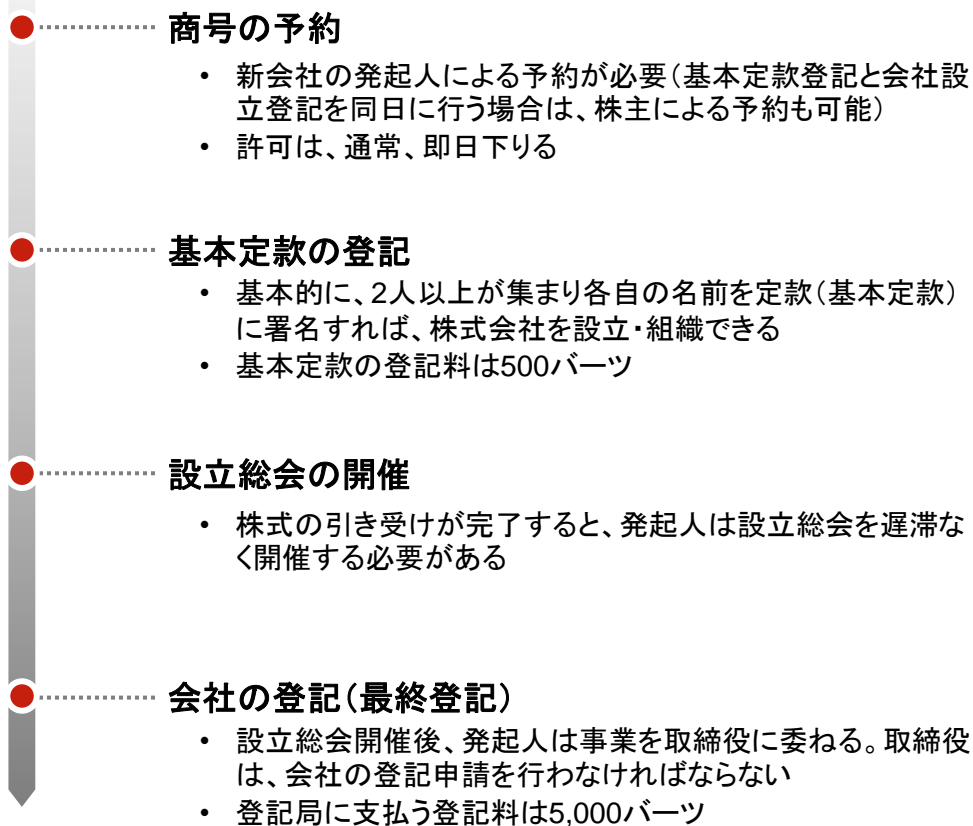 商号の予約
• 新会社の発起人による予約が必要(基本定款登記と会社設
立登記を同日に行う場合は、株主による予約も可能)
• 許可は、通常、即日下りる
基本定款の登記
• 基本的に、2人以上が集まり各自の名前を定款(基本定款)
に署名すれば、株式会社を設立・組織できる
• 基本定款の登記料は500バーツ
設立総会の開催
• 株式の引き受けが完了すると、発起人は設立総会を遅滞な
く開催する必要がある
会社の登記(最終登記)
• 設立総会開催後、発起人は事業を取締役に委ねる。取締役
は、会社の登記申請を行わなければならない
• 登記局に支払う登記料は5,000バーツ